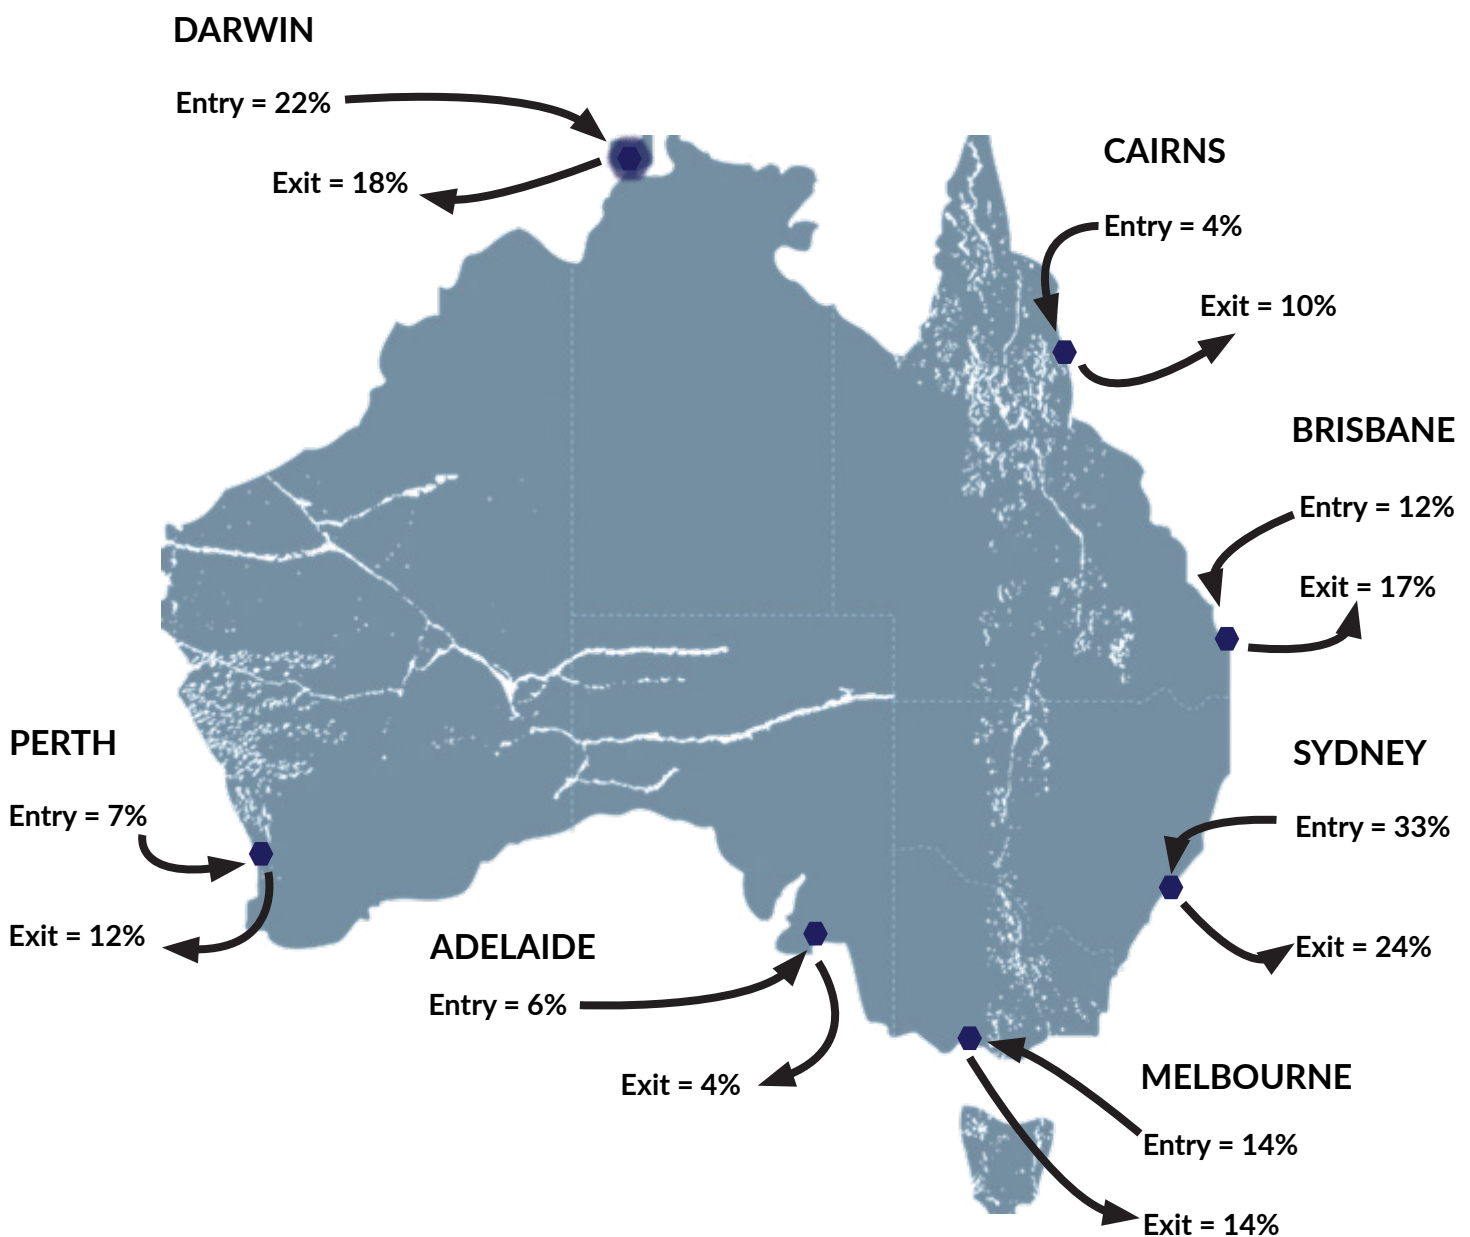 DARWIN
Entry = 22%
Exit = 18%
CAIRNS
Entry = 4%
Exit = 10%
BRISBANE
Entry = 12%
Exit = 17%
PERTH
Entry = 7%
Exit = 12%
SYDNEY
Entry = 33%
Exit = 24%
ADELAIDE
Entry = 6%
Exit = 4%
MELBOURNE
Entry = 14%
Exit = 14%